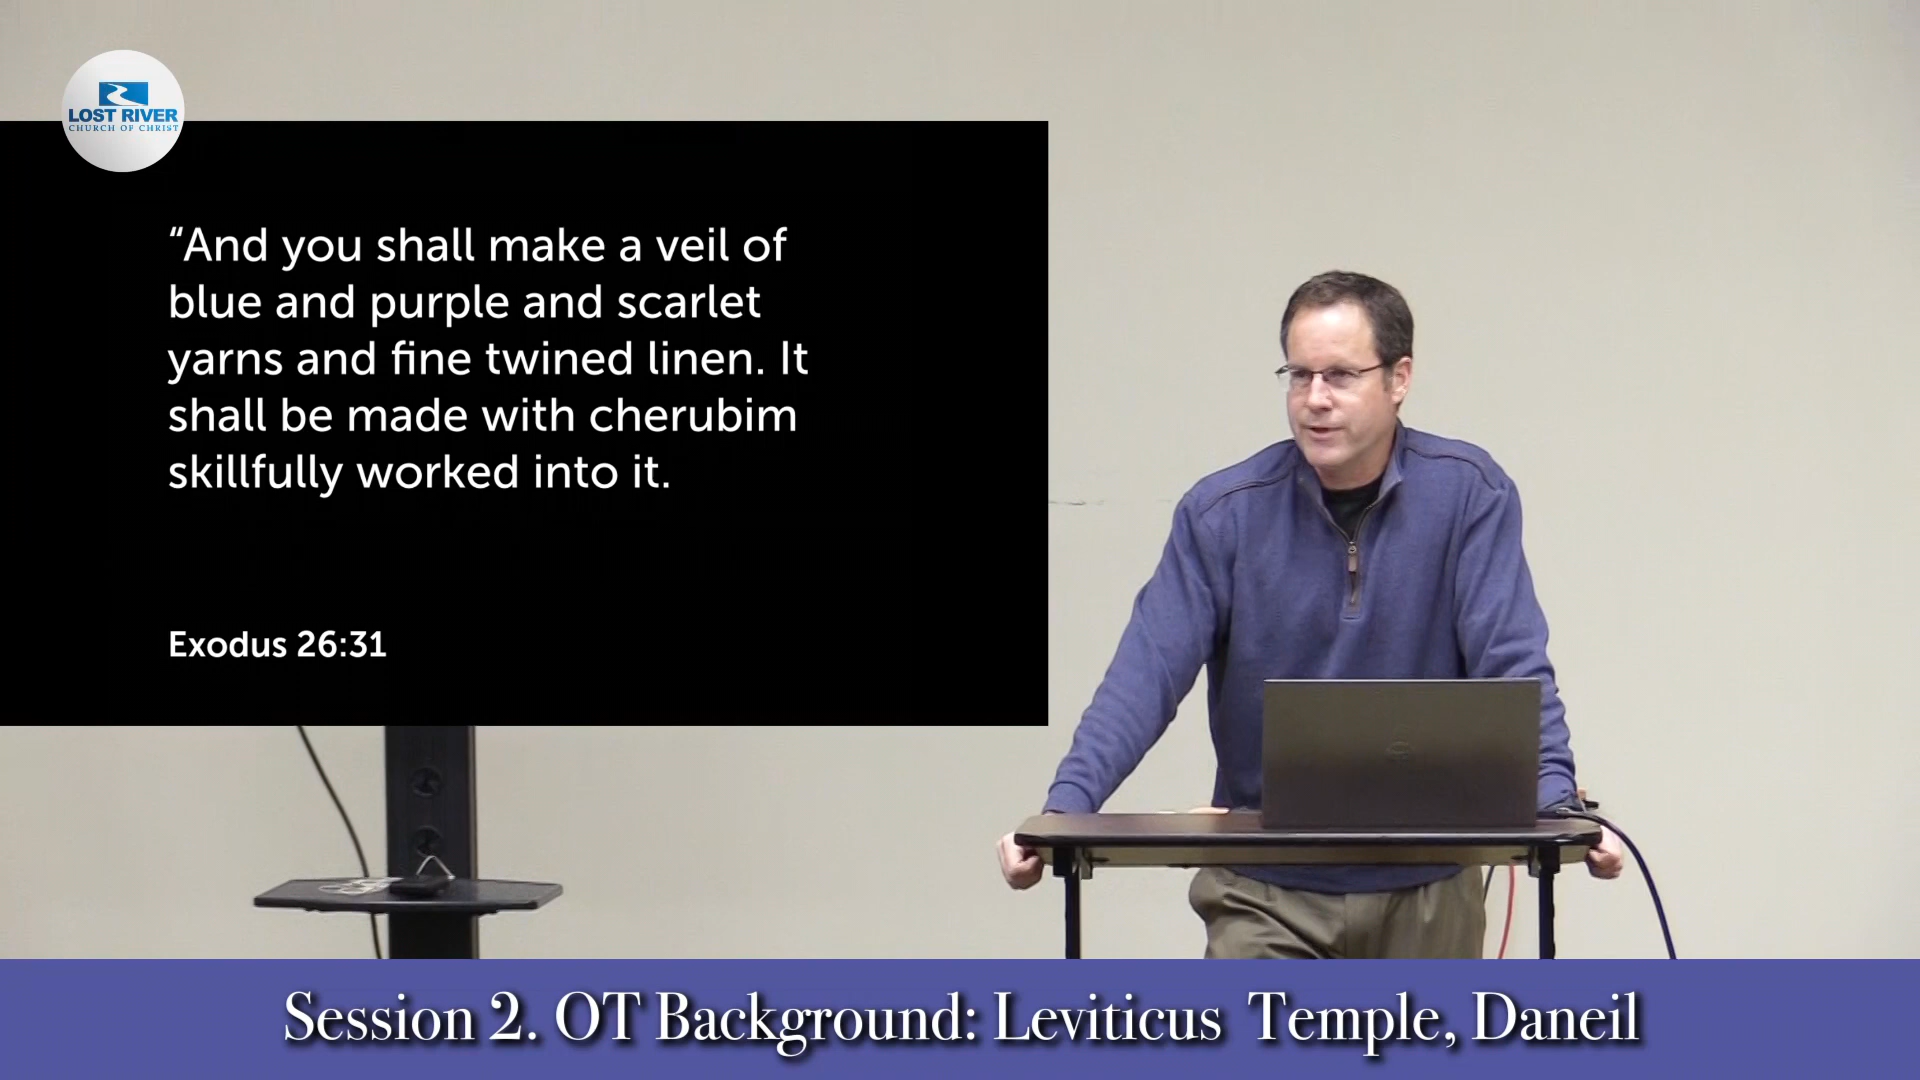 LOST RIVER
CHURCH OF CHRIST
“And you shall make a veil of
blue and purple and scarlet
yarns and fine twined linen. It
shall be made with cherubim
skillfully worked into it.
Exodus 26:31
Session 2. OT Background: Leviticus  Temple, Daneil